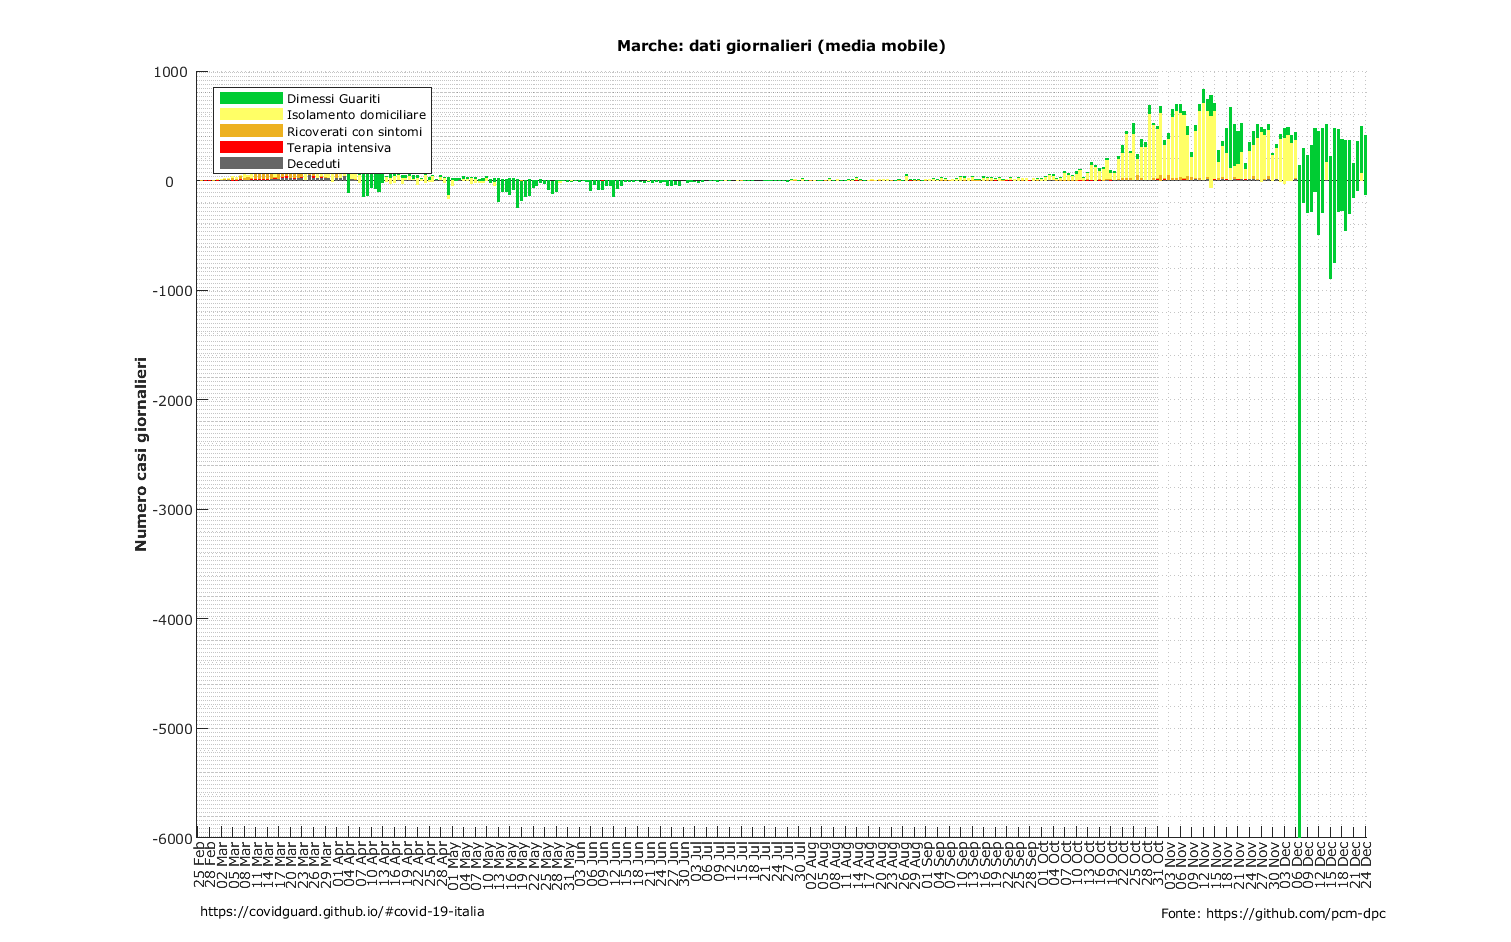 Marche: dati giornalieri (media mobile)
Dimessi Guariti
Isolamento domiciliare
Ricoverati con sintomi
Terapia intensiva
Deceduti
Numero casi giornalieri
1000
0
-1000
-2000
-3000
-4000
-5000
-6000
25 Feb
28 Feb
02 Mar
05 Mar
08 Mar
11 Mar
14 Mar
17 Mar
20 Mar
23 Mar
26 Mar
29 Mar
01 Apr
04 Apr
07 Apr
10 Apr
13 Apr
16 Apr
19 Apr
22 Apr
25 Apr
28 Apr
01 May
04 May
07 May
10 May
13 May
16 May
19 May
22 May
25 May
28 May
31 May
03 Jun
06 Jun
09 Jun
12 Jun
15 Jun
18 Jun
21 Jun
24 Jun
27 Jun
30 Jun
03 Jul
06 Jul
09 Jul
12 Jul
15 Jul
18 Jul
21 Jul
24 Jul
27 Jul
30 Jul
02 Aug
05 Aug
08 Aug
11 Aug
14 Aug
17 Aug
20 Aug
23 Aug
26 Aug
29 Aug
01 Sep
04 Sep
07 Sep
10 Sep
13 Sep
16 Sep
19 Sep
22 Sep
25 Sep
28 Sep
01 Oct
04 Oct
07 Oct
10 Oct
13 Oct
16 Oct
19 Oct
22 Oct
25 Oct
28 Oct
31 Oct
03 Nov
06 Nov
09 Nov
12 Nov
15 Nov
18 Nov
21 Nov
24 Nov
27 Nov
30 Nov
03 Dec
06 Dec
09 Dec
12 Dec
15 Dec
18 Dec
21 Dec
24 Dec
https://covidguard.github.io/#covid-19-italia
Fonte: https://github.com/pcm-dpc